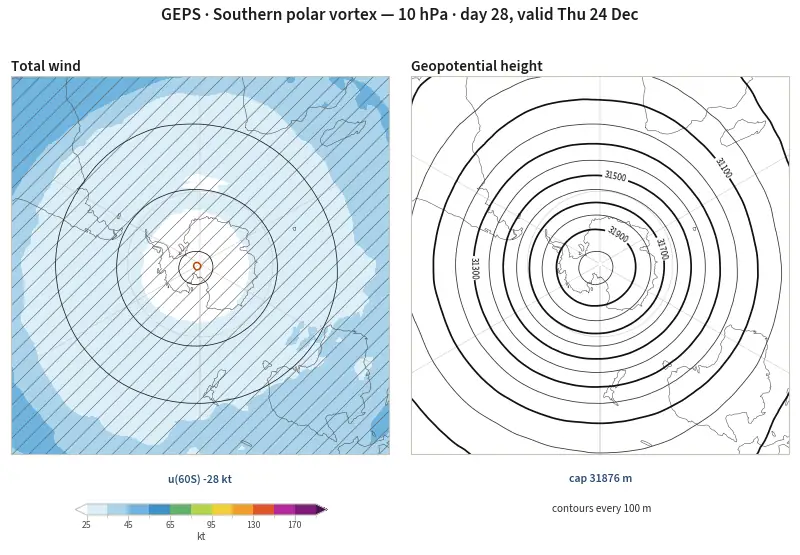 GEPS · Southern polar vortex — 10 hPa · day 28, valid Thu 24 Dec
Total wind
Geopotential height
31100
31500
31900
31700
31300
u(60S) -28 kt
cap 31876 m
contours every 100 m
25 45 65 95 130 170
kt